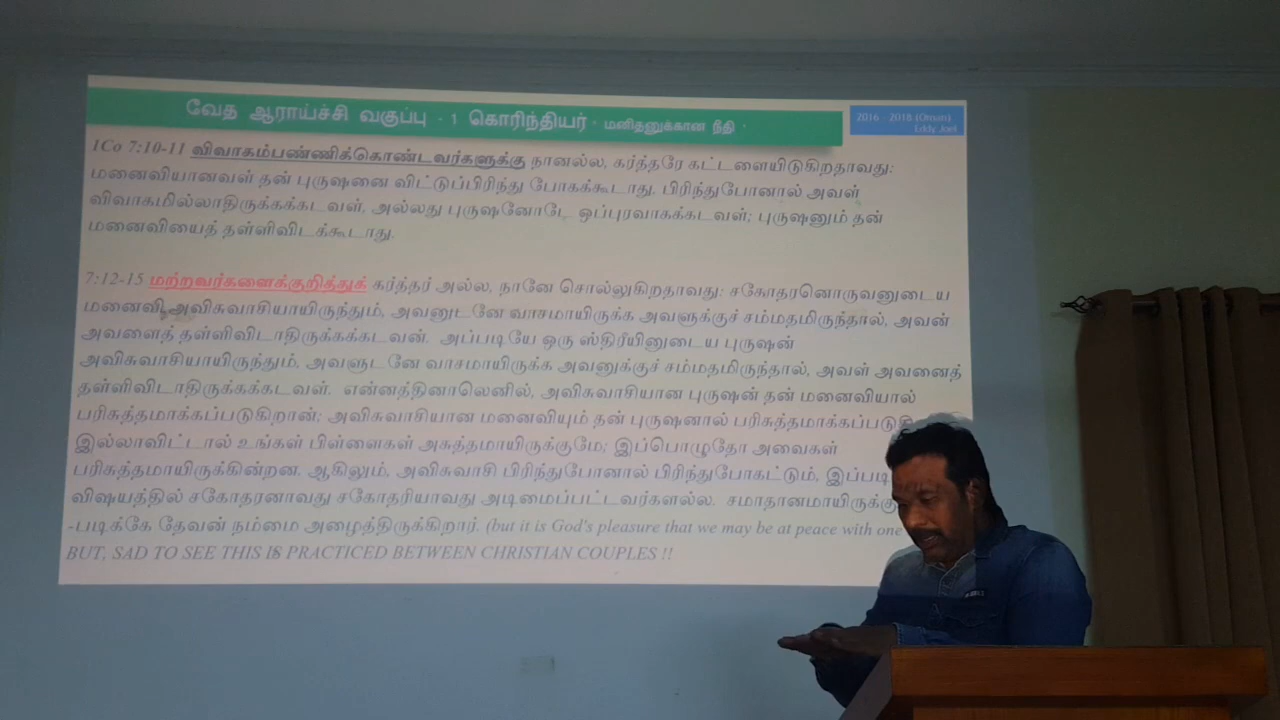 வேத ஆராய்ச்சி வகுப்பு - 1 கொரிந்தியர் - மனிதனுக்கான நீதி -
2016 - 2018 (Oman)
Eddy Joel
1Co 7:10-11 விவாகம்பண்ணிக்கொண்டவர்களுக்கு நானல்ல, கர்த்தரே கட்டளையிடுகிறதாவது:
மனைவியானவள் தன் புருஷனை விட்டுப்பிரிந்து போகக்கூடாது. பிரிந்துபோனால் அவள்
விவாகமில்லாதிருக்கக்கடவள், அல்லது புருஷனோடே ஒப்புரவாகக்கடவள்; புருஷனும் தன்
மனைவியைத் தள்ளிவிடக்கூடாது.
7:12-15 மற்றவர்களைக்குறித்துக் கர்த்தர் அல்ல, நானே சொல்லுகிறதாவது: சகோதரனொருவனுடைய
மனைவி அவிசுவாசியாயிருந்தும், அவனுடனே வாசமாயிருக்க அவளுக்குச் சம்மதமிருந்தால், அவன்
அவளைத் தள்ளிவிடாதிருக்கக்கடவன். அப்படியே ஒரு ஸ்திரீயினுடைய புருஷன்
அவிசுவாசியாயிருந்தும், அவளுடனே வாசமாயிருக்க அவனுக்குச் சம்மதமிருந்தால், அவள் அவனைத்
தள்ளிவிடாதிருக்கக்கடவள். என்னத்தினாலெனில், அவிசுவாசியான புருஷன் தன் மனைவியால்
பரிசுத்தமாக்கப்படுகிறான்; அவிசுவாசியான மனைவியும் தன் புருஷனால் பரிசுத்தமாக்கப்படுகி
இல்லாவிட்டால் உங்கள் பிள்ளைகள் அசுத்தமாயிருக்குமே; இப்பொழுதோ அவைகள்
பரிசுத்தமாயிருக்கின்றன. ஆகிலும், அவிசுவாசி பிரிந்துபோனால் பிரிந்துபோகட்டும், இப்படி
விஷயத்தில் சகோதரனாவது சகோதரியாவது அடிமைப்பட்டவர்களல்ல. சமாதானமாயிருக்கு
-படிக்கே தேவன் நம்மை அழைத்திருக்கிறார். (but it is God's pleasure that we may be at peace with one
BUT, SAD TO SEE THIS IS PRACTICED BETWEEN CHRISTIAN COUPLES !!